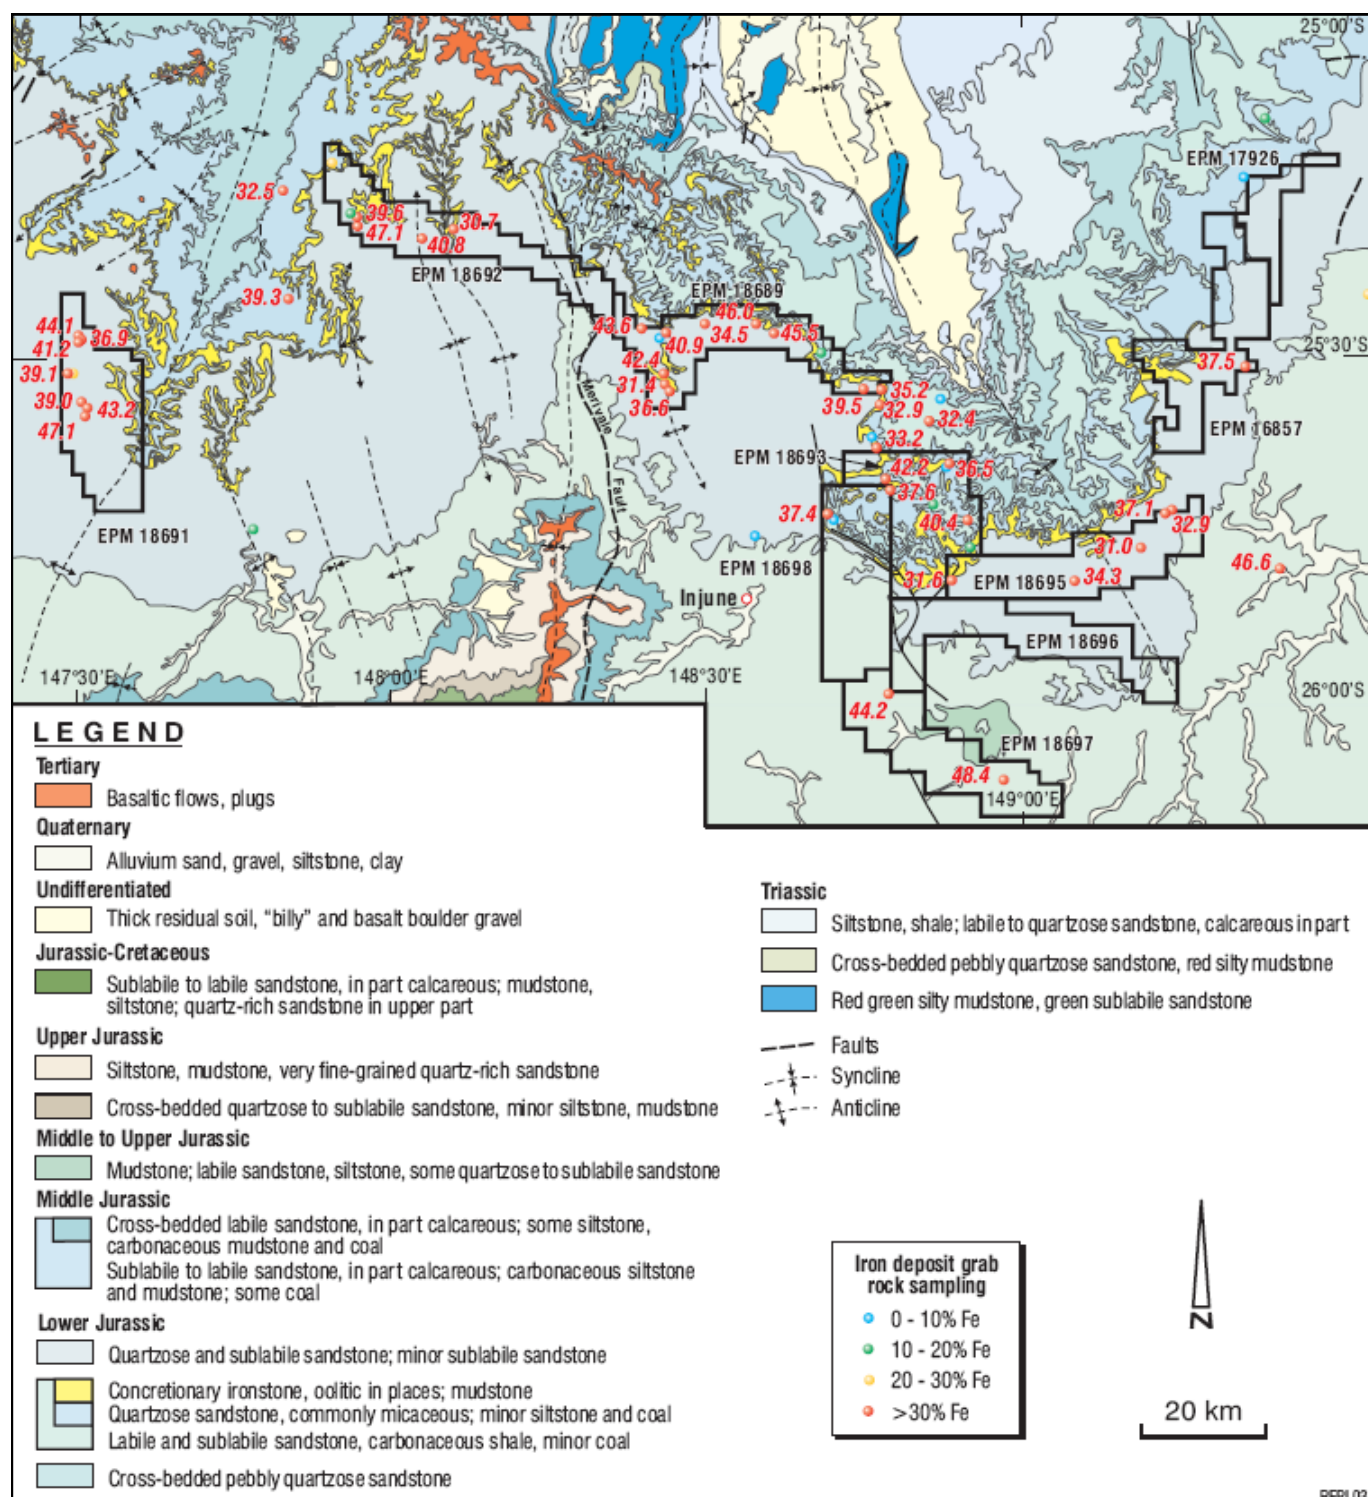 25°00'S
EPM 17926
32.5
39.6
47.1
30.7
40.8
EPM 18692
39.3
EPM 18689
46.0
43.6
40.9
34.5
45.5
44.1
36.9
41.2
25°30'S
42.4
37.5
39.1
31.4
36.6
35.2
39.5
32.9
32.4
39.0
43.2
47.1
Merivale Fault
33.2
EPM 16857
EPM 18693
42.2
36.5
37.6
37.4
40.4
37.1
32.9
EPM 18691
31.0
EPM 18698
46.6
31.6
EPM 18695
34.3
Injune
EPM 18696
147°30'E
148°00'E
148°30'E
26°00'S
44.2
EPM 18697
48.4
149°00'E
LEGEND
Tertiary
Basaltic flows, plugs
Quaternary
Alluvium sand, gravel, siltstone, clay
Undifferentiated
Thick residual soil, "billy" and basalt boulder gravel
Jurassic-Cretaceous
Sublabile to labile sandstone, in part calcareous; mudstone,
siltstone; quartz-rich sandstone in upper part
Upper Jurassic
Siltstone, mudstone, very fine-grained quartz-rich sandstone
Cross-bedded quartzose to sublabile sandstone, minor siltstone, mudstone
Middle to Upper Jurassic
Mudstone; labile sandstone, siltstone, some quartzose to sublabile sandstone
Middle Jurassic
Cross-bedded labile sandstone, in part calcareous; some siltstone,
carbonaceous mudstone and coal
Sublabile to labile sandstone, in part calcareous; carbonaceous siltstone
and mudstone; some coal
Lower Jurassic
Quartzose and sublabile sandstone; minor sublabile sandstone
Concretionary ironstone, oolitic in places; mudstone
Quartzose sandstone, commonly micaceous; minor siltstone and coal
Labile and sublabile sandstone, carbonaceous shale, minor coal
Cross-bedded pebbly quartzose sandstone
Triassic
Siltstone, shale; labile to quartzose sandstone, calcareous in part
Cross-bedded pebbly quartzose sandstone, red silty mudstone
Red green silty mudstone, green sublabile sandstone
Faults
Syncline
Anticline
Iron deposit grab
rock sampling
0 - 10% Fe
10 - 20% Fe
20 - 30% Fe
>30% Fe
N
20 km